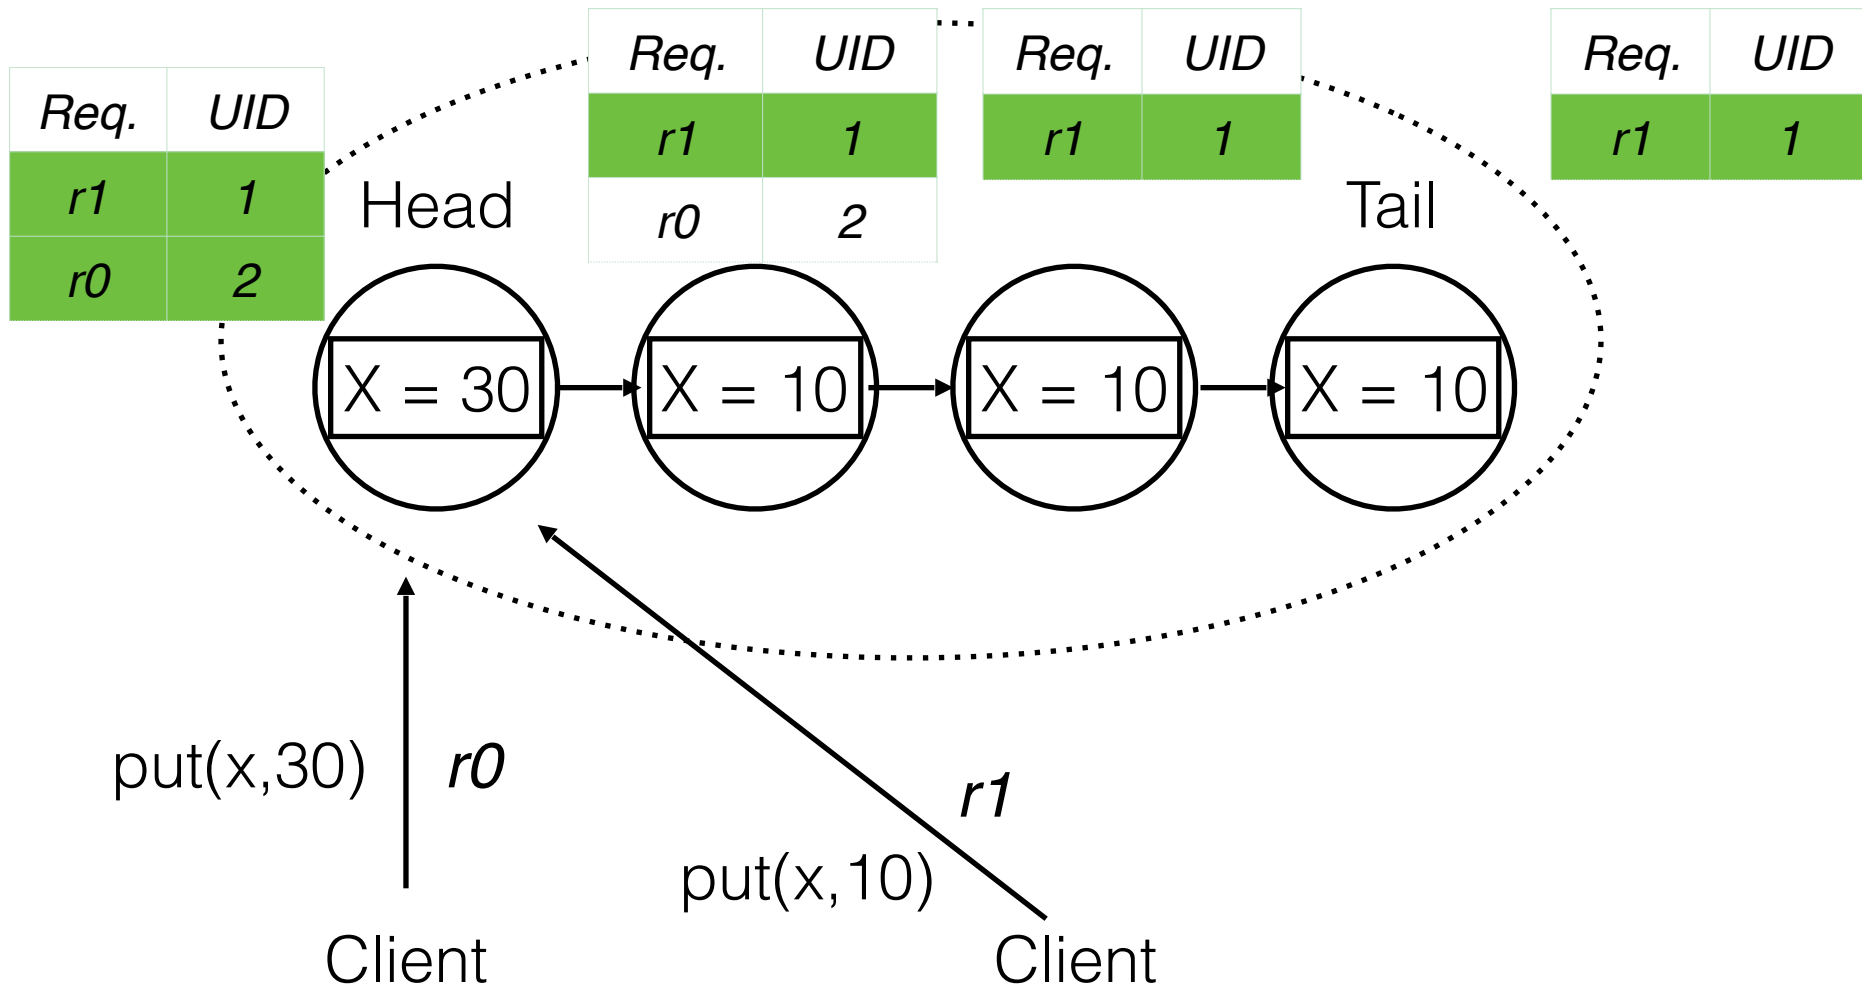 Req. UID
r1 1
r0 2
Req. UID
r1 1
r0 2
Req. UID
r1 1
Req. UID
r1 1
Head
Tail
X = 30
X = 10
X = 10
X = 10
put(x,30)
r0
r1
put(x,10)
Client
Client